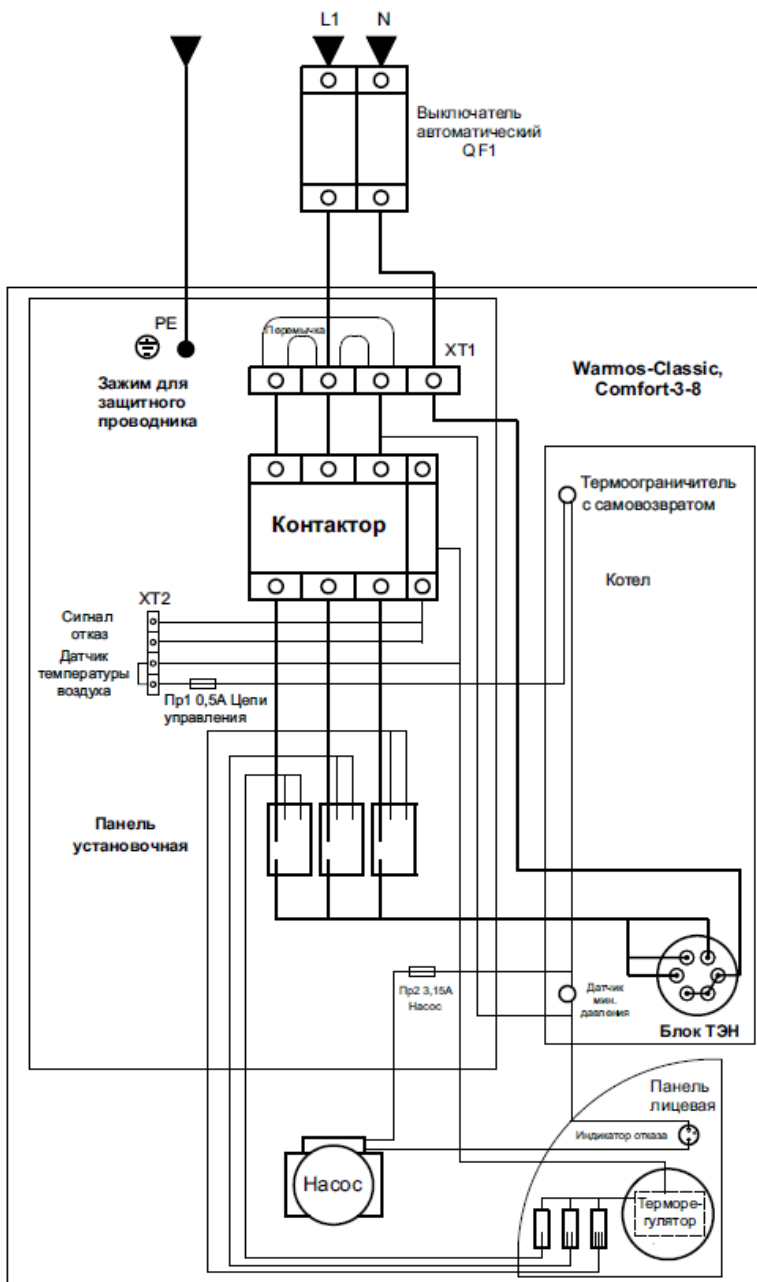 L1 N
Выключатель
автоматический
QF1
PE
Перемычка
XT1
Зажим для
защитного
проводника
Warmos-Classic,
Comfort-3-8
Термоограничитель
с самовозвратом
Контактор
Котел
XT2
Сигнал
отказ
Датчик
температуры
воздуха
Пр1 0,5А Цепи
управления
Панель
установочная
Пр2 3,15А
Насос
Датчик
мин.
давления
Блок ТЭН
Панель
лицевая
Индикатор отказа
Насос
Терморе-
гулятор